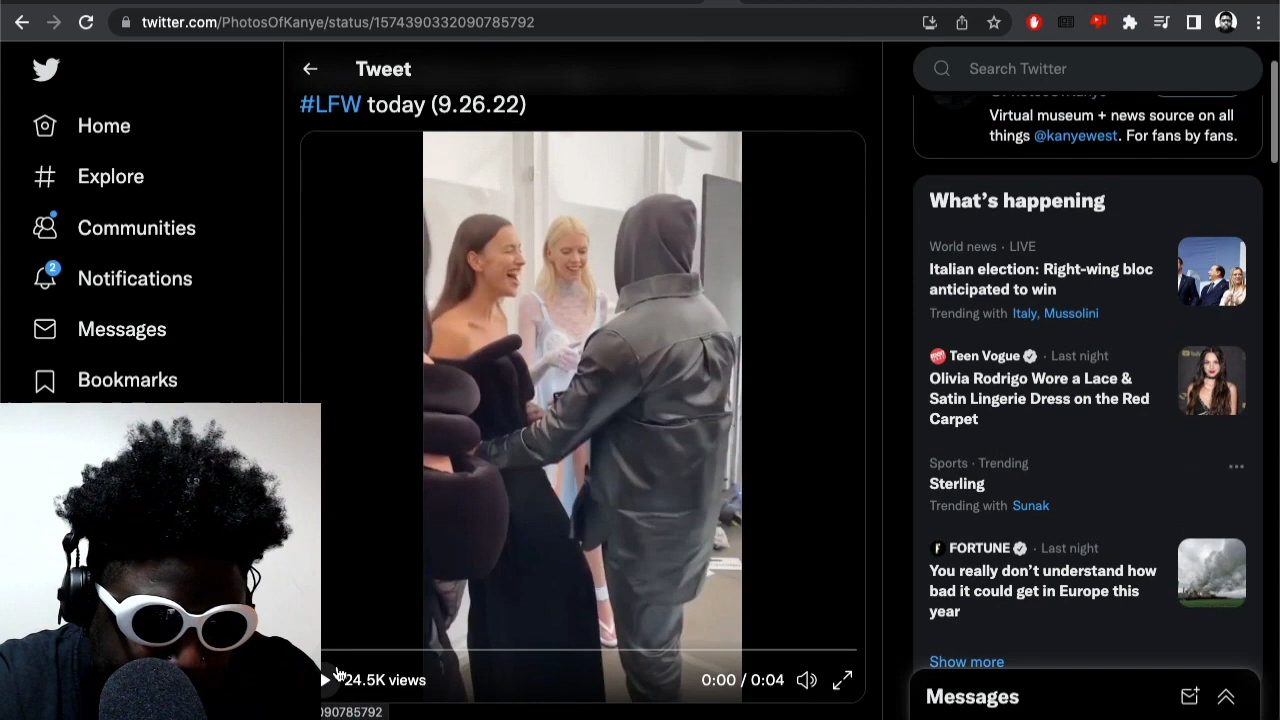 twitter.com/PhotosOfKanye/status/1574390332090785792
Tweet
Search Twitter
#LFW today (9.26.22)
Home
Explore
Communities
2
Notifications
Messages
Bookmarks
24.5K views
0:00 / 0:04
090785792
Virtual museum + news source on all
things @kanyewest. For fans by fans.
What's happening
World news · LIVE
Italian election: Right-wing bloc
anticipated to win
Trending with Italy, Mussolini
Teen Vogue · Last night
Olivia Rodrigo Wore a Lace &
Satin Lingerie Dress on the Red
Carpet
Sports · Trending
Sterling
Trending with Sunak
FORTUNE · Last night
You really don't understand how
bad it could get in Europe this
year
Show more
Messages